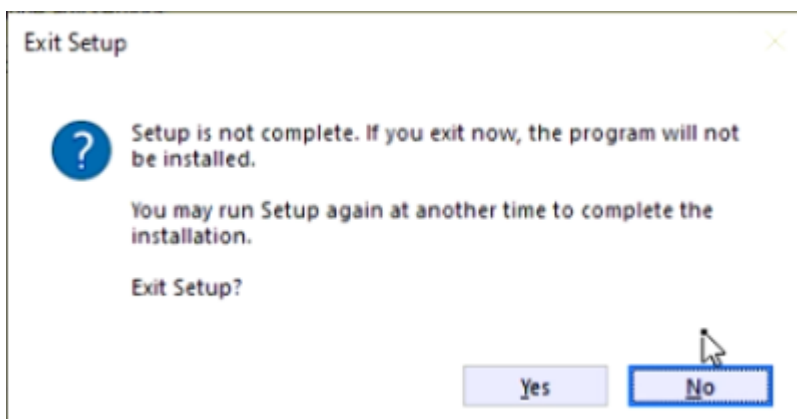 Exit Setup
Setup is not complete. If you exit now, the program will not
be installed.
You may run Setup again at another time to complete the
installation.
Exit Setup?
Yes
No